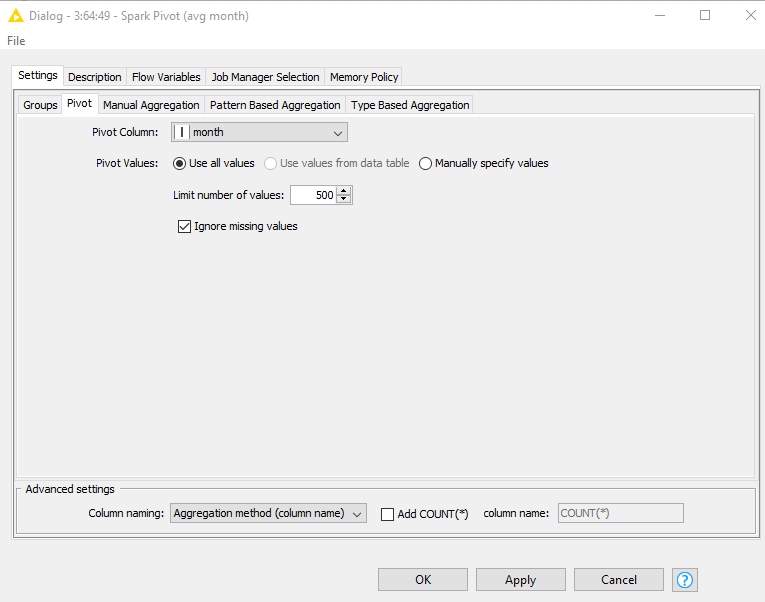 Dialog - 3:64:49 - Spark Pivot (avg month)
File
Settings Description Flow Variables Job Manager Selection Memory Policy
Groups Pivot Manual Aggregation Pattern Based Aggregation Type Based Aggregation
Pivot Column: I month
Pivot Values: Use all values Use values from data table Manually specify values
Limit number of values: 500
Ignore missing values
Advanced settings
Column naming: Aggregation method (column name) Add COUNT(*) column name: COUNT(*)
OK Apply Cancel ?